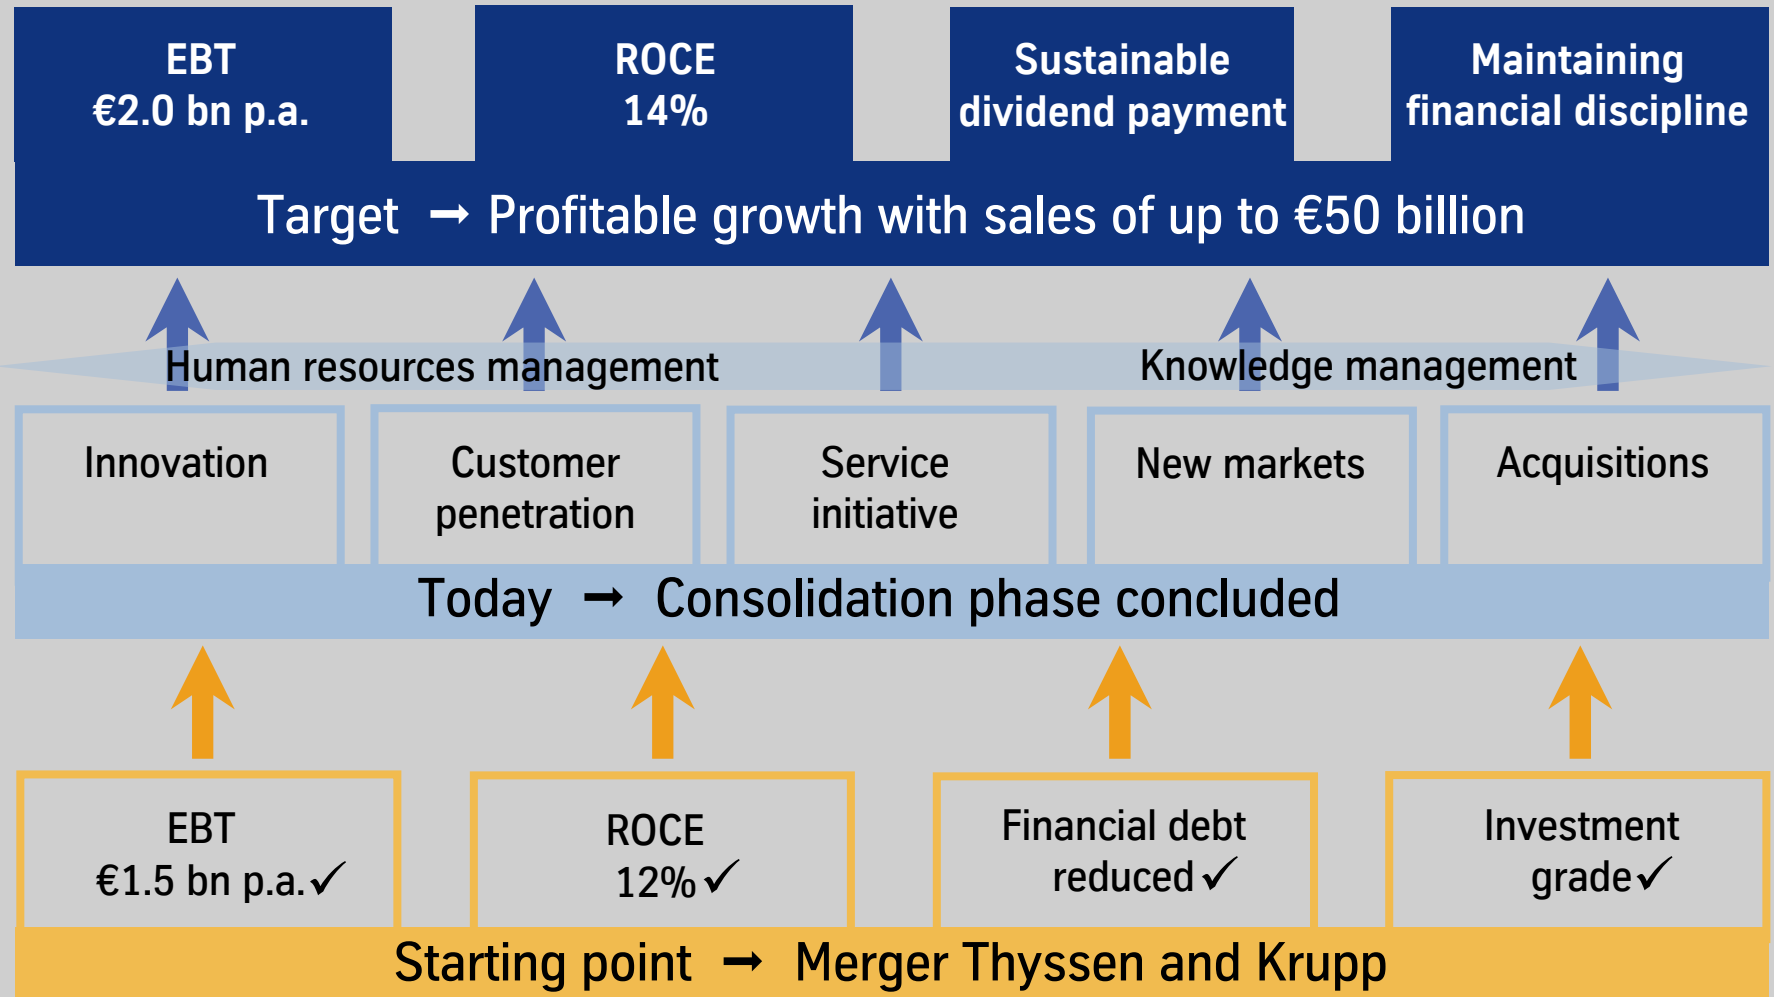 EBT
€2.0 bn p.a.
ROCE
14%
Sustainable
dividend payment
Maintaining
financial discipline
Target → Profitable growth with sales of up to €50 billion
Human resources management
Knowledge management
Innovation
Customer
penetration
Service
initiative
New markets
Acquisitions
Today → Consolidation phase concluded
EBT
€1.5 bn p.a. ✓
ROCE
12% ✓
Financial debt
reduced ✓
Investment
grade ✓
Starting point → Merger Thyssen and Krupp